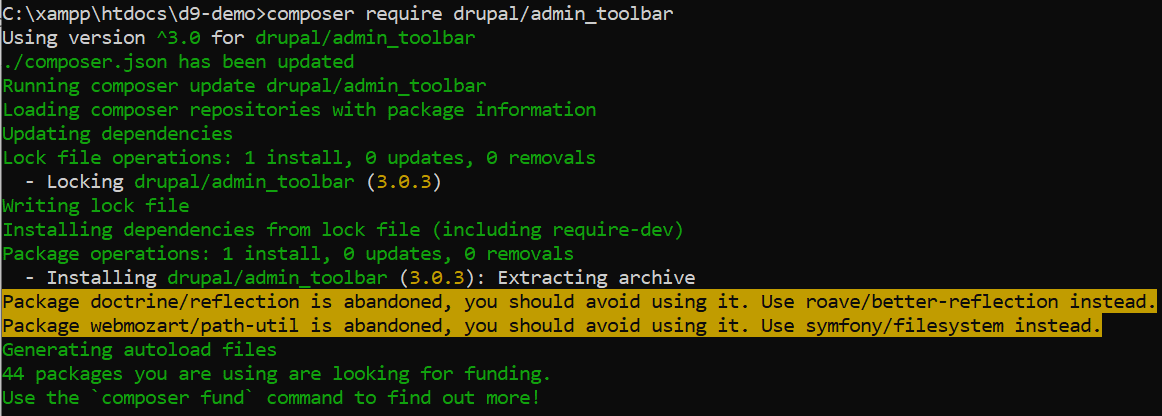 C:\xampp\htdocs\d9-demo>composer require drupal/admin_toolbar
Using version ^3.0 for drupal/admin_toolbar
./composer.json has been updated
Running composer update drupal/admin_toolbar
Loading composer repositories with package information
Updating dependencies
Lock file operations: 1 install, 0 updates, 0 removals
  - Locking drupal/admin_toolbar (3.0.3)
Writing lock file
Installing dependencies from lock file (including require-dev)
Package operations: 1 install, 0 updates, 0 removals
  - Installing drupal/admin_toolbar (3.0.3): Extracting archive
Package doctrine/reflection is abandoned, you should avoid using it. Use roave/better-reflection instead.
Package webmozart/path-util is abandoned, you should avoid using it. Use symfony/filesystem instead.
Generating autoload files
44 packages you are using are looking for funding.
Use the `composer fund` command to find out more!